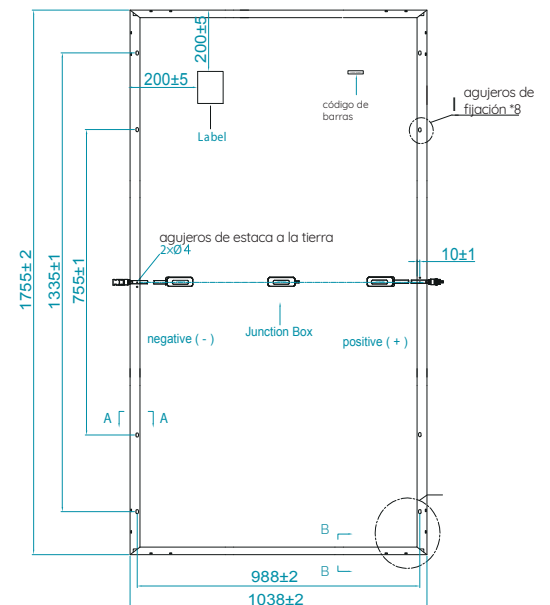 200±5
200±5
Label
código de
barras
agujeros de
fijación *8
agujeros de estaca a la tierra
2xØ4
10±1
1755± 2
1335±1
755±1
negative ( - )
Junction Box
positive ( + )
A
A
B
B
988±2
1038±2